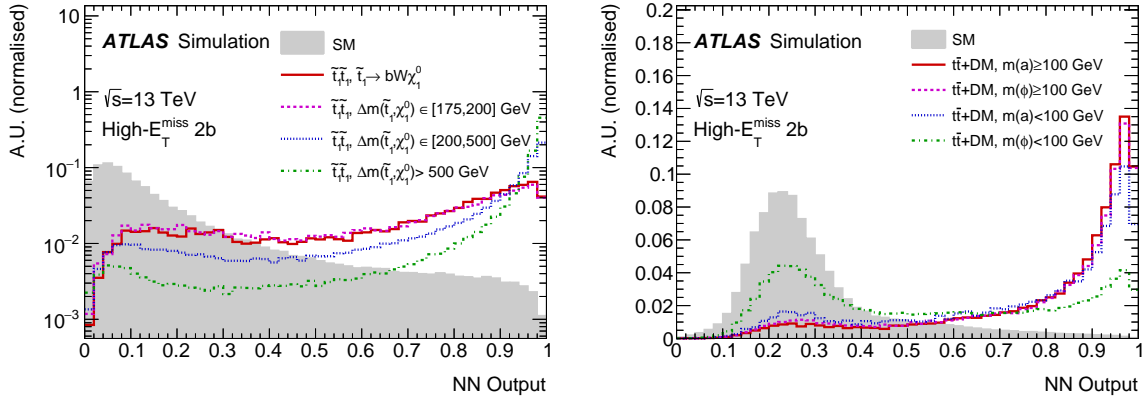 A.U. (normalised)
10
1
10⁻¹
10⁻²
10⁻³
ATLAS Simulation
√s=13 TeV
High-E_T^miss 2b
SM
t̃₁t̃₁, t̃₁→ bWχ₁⁰
t̃₁t̃₁, Δm(t̃₁,χ₁⁰) ∈ [175,200] GeV
t̃₁t̃₁, Δm(t̃₁,χ₁⁰) ∈ [200,500] GeV
t̃₁t̃₁, Δm(t̃₁,χ₁⁰)> 500 GeV
0 0.1 0.2 0.3 0.4 0.5 0.6 0.7 0.8 0.9 1
NN Output
A.U. (normalised)
0.2
0.18
0.16
0.14
0.12
0.1
0.08
0.06
0.04
0.02
0
ATLAS Simulation
√s=13 TeV
High-E_T^miss 2b
SM
tt̄+DM, m(a)≥100 GeV
tt̄+DM, m(ϕ)≥100 GeV
tt̄+DM, m(a)<100 GeV
tt̄+DM, m(ϕ)<100 GeV
0 0.1 0.2 0.3 0.4 0.5 0.6 0.7 0.8 0.9 1
NN Output